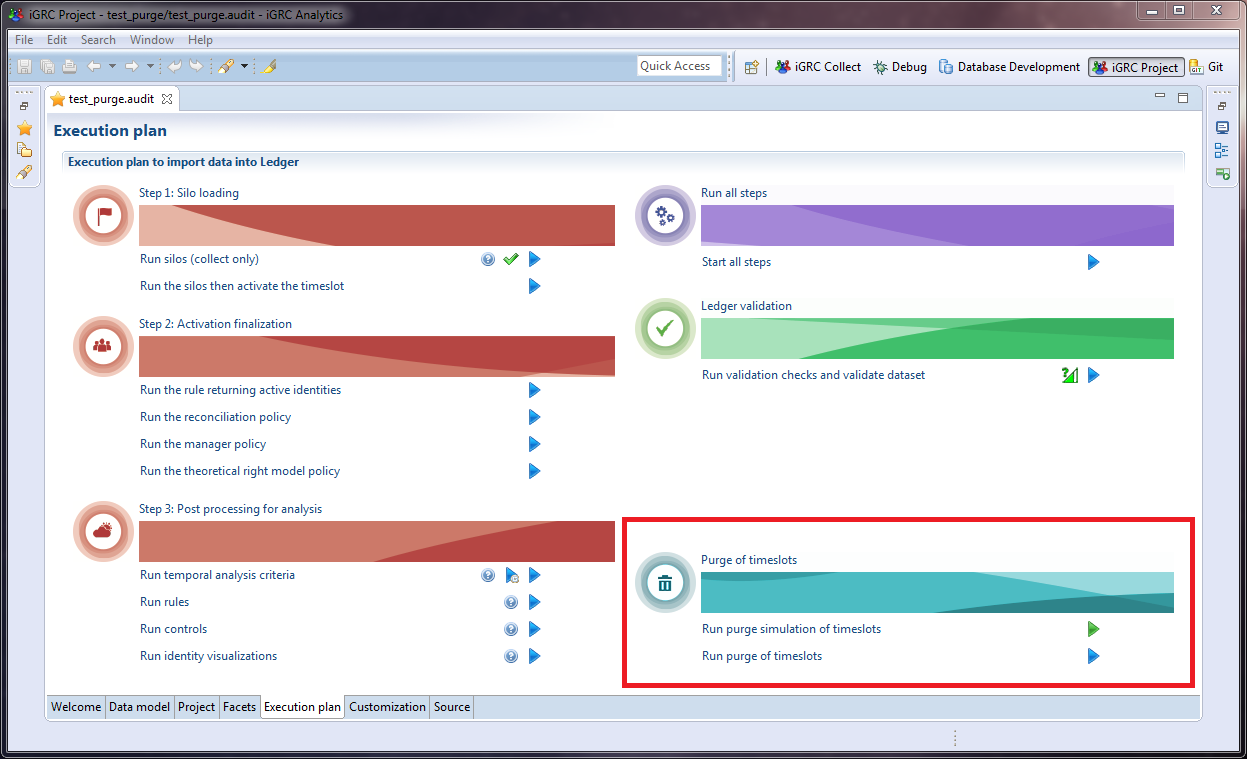 iGRC Project - test_purge/test_purge.audit - iGRC Analytics
File Edit Search Window Help
Quick Access
iGRC Collect
Debug
Database Development
iGRC Project
GIT
Git
test_purge.audit
Execution plan
Execution plan to import data into Ledger
Step 1: Silo loading
Run silos (collect only)
Run the silos then activate the timeslot
Step 2: Activation finalization
Run the rule returning active identities
Run the reconciliation policy
Run the manager policy
Run the theoretical right model policy
Step 3: Post processing for analysis
Run temporal analysis criteria
Run rules
Run controls
Run identity visualizations
Run all steps
Start all steps
Ledger validation
Run validation checks and validate dataset
Purge of timeslots
Run purge simulation of timeslots
Run purge of timeslots
Welcome Data model Project Facets Execution plan Customization Source